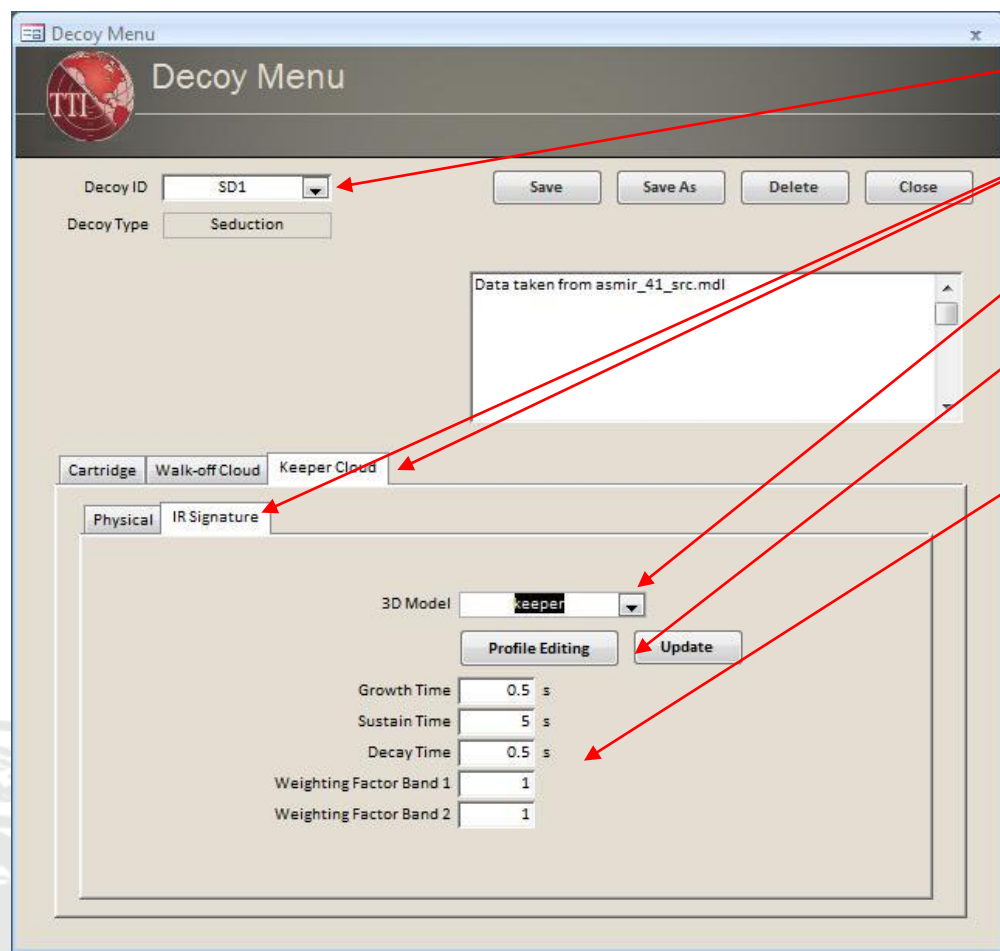 Decoy Menu
x
TTI
Decoy Menu
Decoy ID SD1 Save Save As Delete Close
Decoy Type Seduction
Data taken from asmir_41_src.mdl
Cartridge Walk-off Cloud Keeper Cloud
Physical IR Signature
3D Model keeper
Profile Editing Update
Growth Time 0.5 s
Sustain Time 5 s
Decay Time 0.5 s
Weighting Factor Band 1 1
Weighting Factor Band 2 1